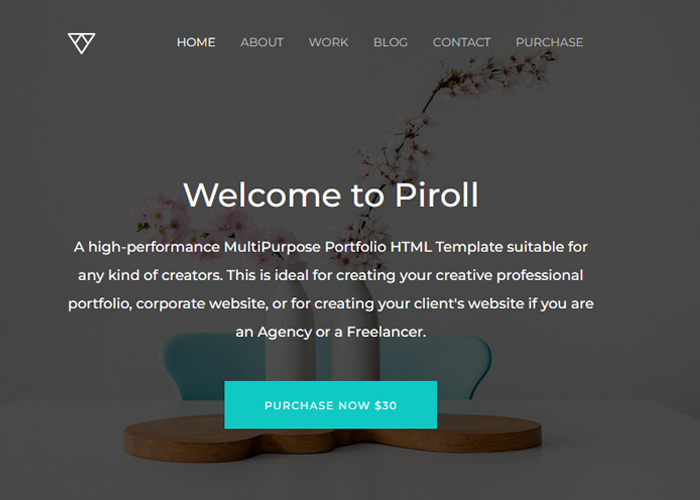 HOME ABOUT WORK BLOG CONTACT PURCHASE
Welcome to Piroll
A high-performance MultiPurpose Portfolio HTML Template suitable for
any kind of creators. This is ideal for creating your creative professional
portfolio, corporate website, or for creating your client's website if you are
an Agency or a Freelancer.
PURCHASE NOW $30